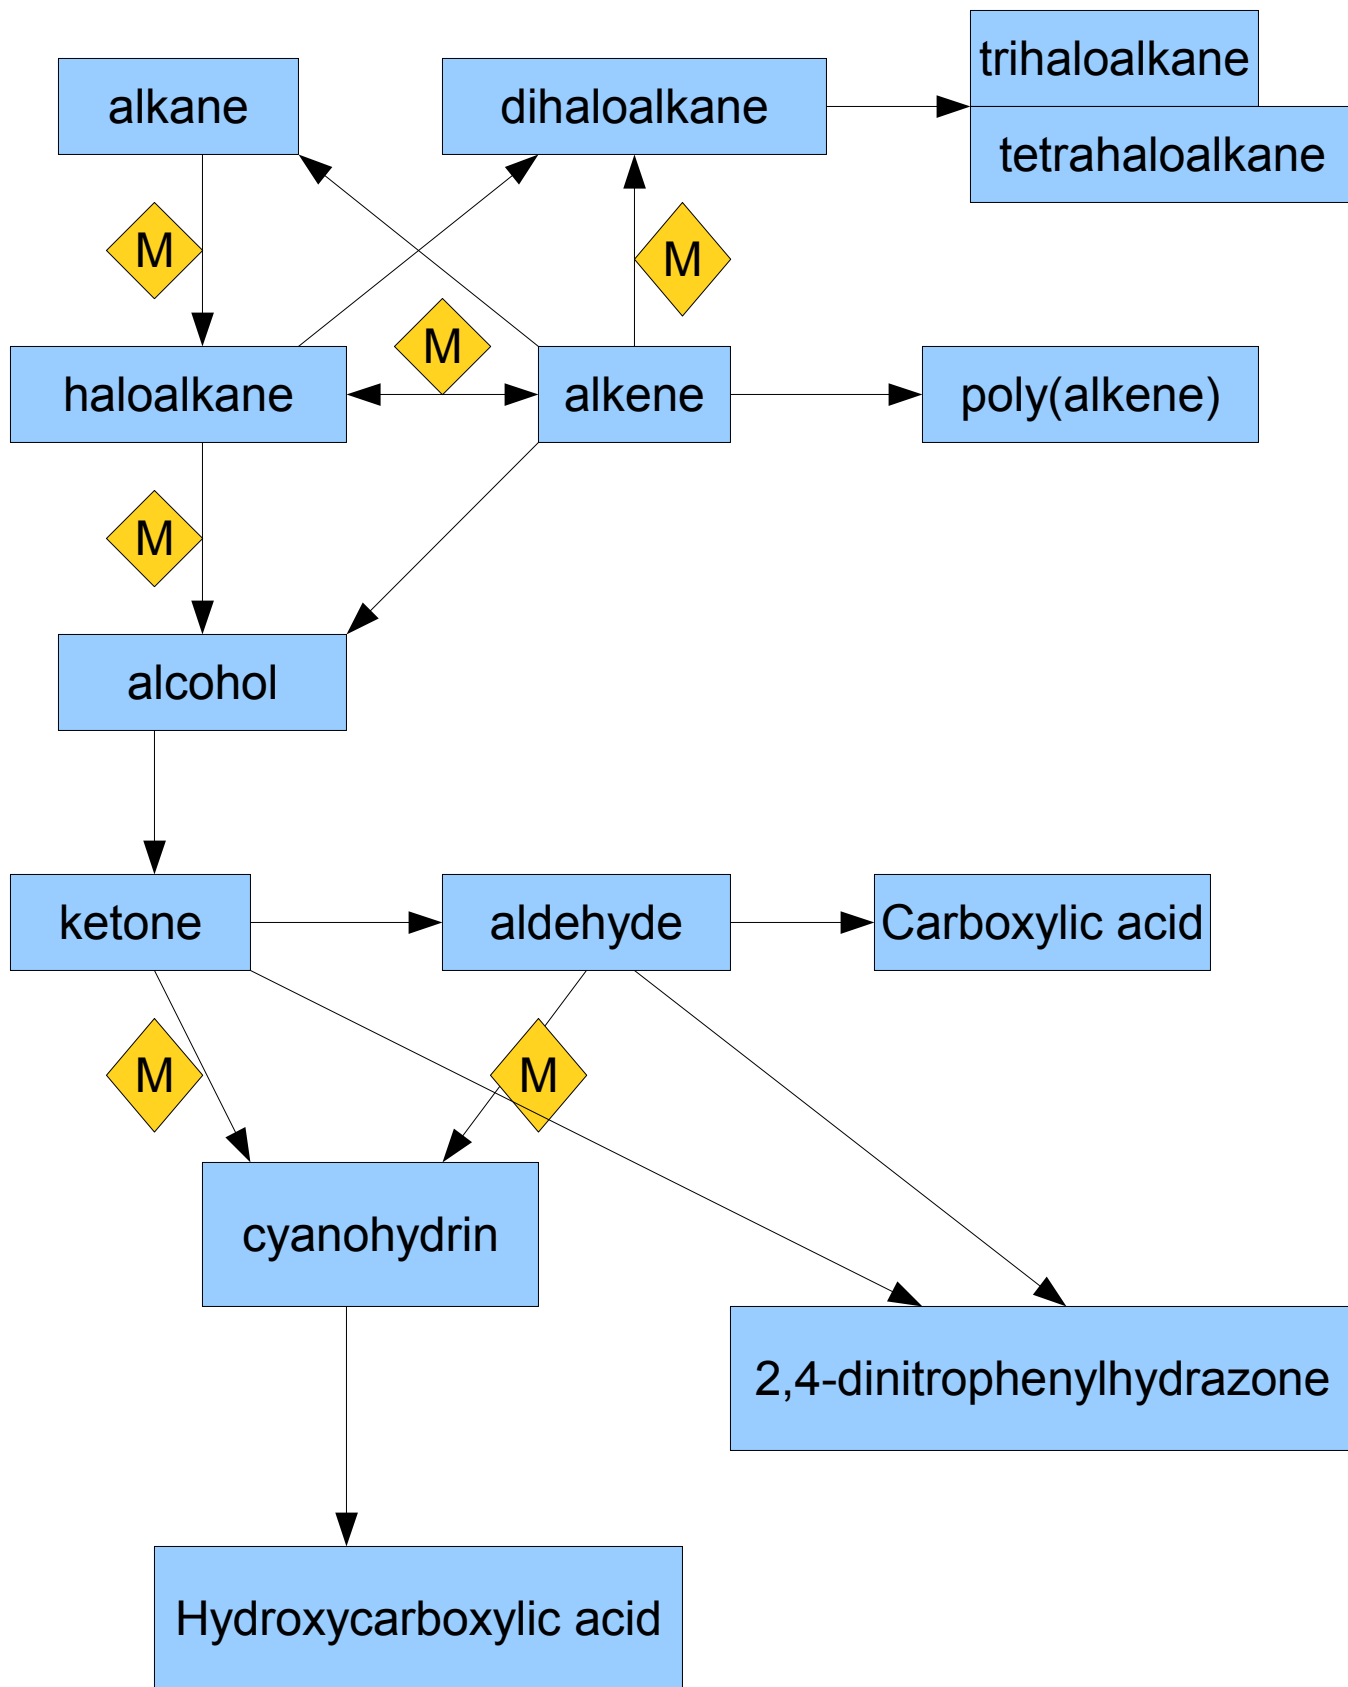 trihaloalkane
alkane
dihaloalkane
tetrahaloalkane
M
M
M
haloalkane
alkene
poly(alkene)
M
alcohol
ketone
aldehyde
Carboxylic acid
M
M
cyanohydrin
2,4-dinitrophenylhydrazone
Hydroxycarboxylic acid